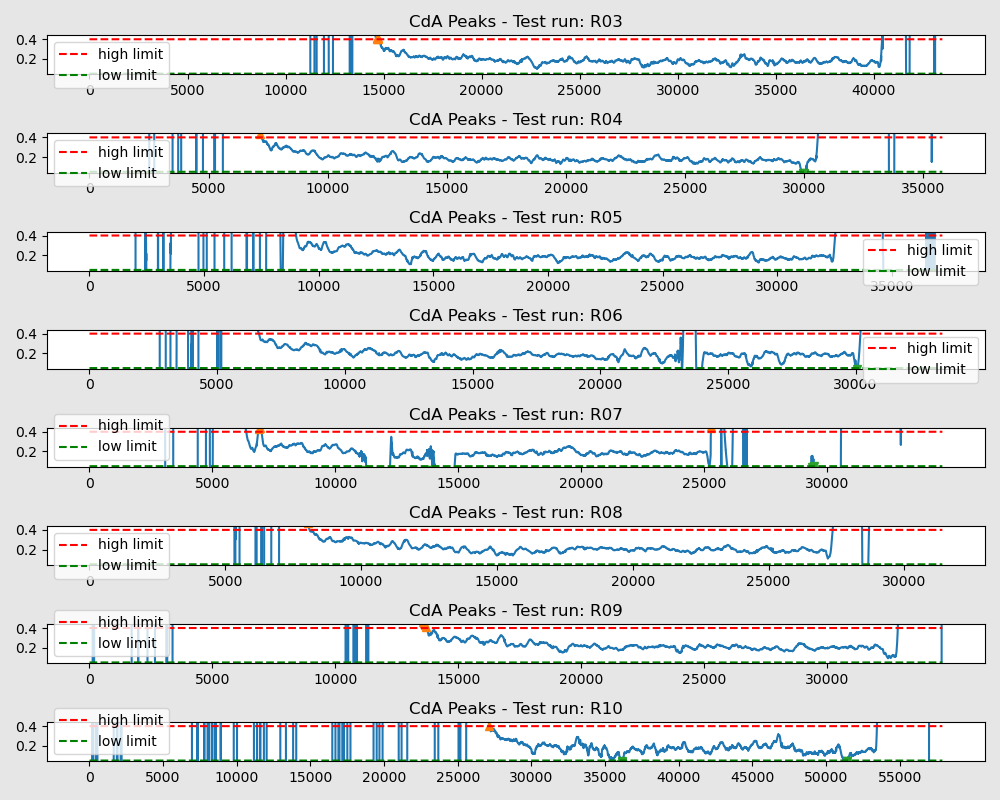 CdA Peaks - Test run: R03
0.4
0.2
high limit
low limit
0 5000 10000 15000 20000 25000 30000 35000 40000
CdA Peaks - Test run: R04
0.4
0.2
high limit
low limit
0 5000 10000 15000 20000 25000 30000 35000
CdA Peaks - Test run: R05
0.4
0.2
high limit
low limit
0 5000 10000 15000 20000 25000 30000 35000
CdA Peaks - Test run: R06
0.4
0.2
high limit
low limit
0 5000 10000 15000 20000 25000 30000
CdA Peaks - Test run: R07
0.4
0.2
high limit
low limit
0 5000 10000 15000 20000 25000 30000
CdA Peaks - Test run: R08
0.4
0.2
high limit
low limit
0 5000 10000 15000 20000 25000 30000
CdA Peaks - Test run: R09
0.4
0.2
high limit
low limit
0 5000 10000 15000 20000 25000 30000
CdA Peaks - Test run: R10
0.4
0.2
high limit
low limit
0 5000 10000 15000 20000 25000 30000 35000 40000 45000 50000 55000